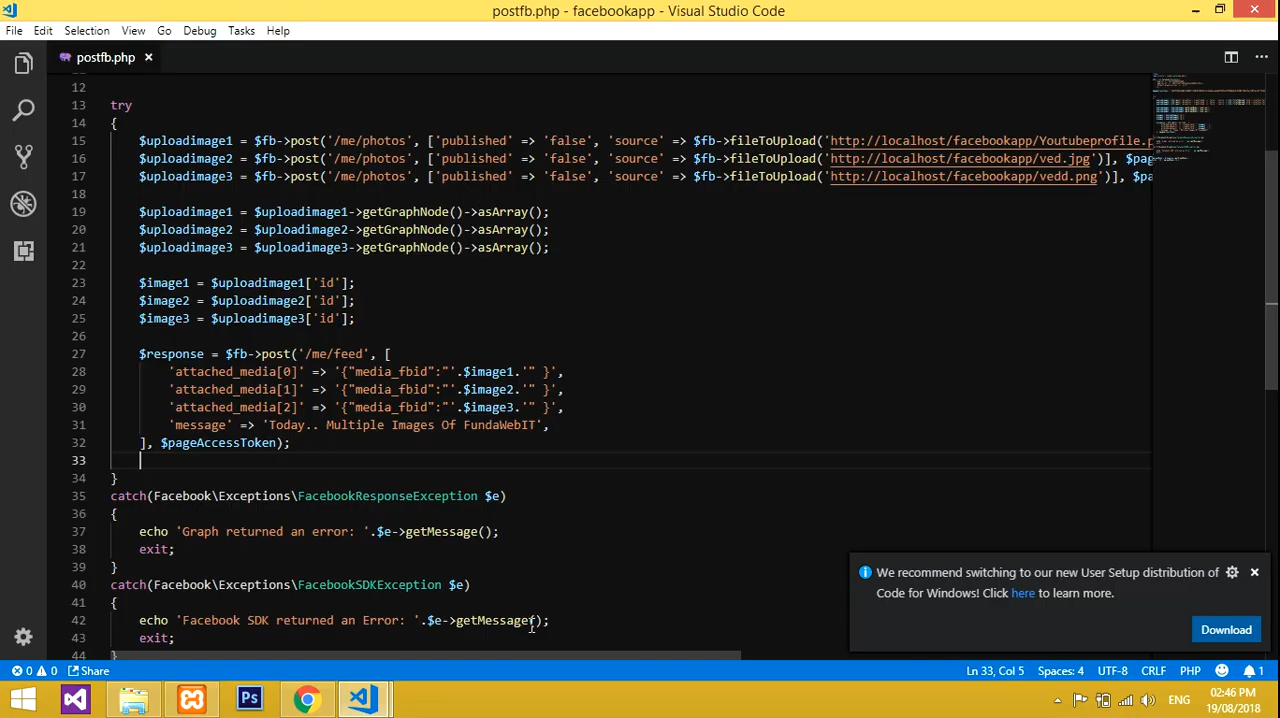 postfb.php - facebookapp - Visual Studio Code
File Edit Selection View Go Debug Tasks Help
postfb.php
12
13 try
14 {
15 $uploadimage1 = $fb->post('/me/photos', ['published' => 'false', 'source' => $fb->fileToUpload('http://localhost/facebookapp/Youtubeprofile.p
16 $uploadimage2 = $fb->post('/me/photos', ['published' => 'false', 'source' => $fb->fileToUpload('http://localhost/facebookapp/ved.jpg')], $pag
17 $uploadimage3 = $fb->post('/me/photos', ['published' => 'false', 'source' => $fb->fileToUpload('http://localhost/facebookapp/vedd.png')], $pa
18
19 $uploadimage1 = $uploadimage1->getGraphNode()->asArray();
20 $uploadimage2 = $uploadimage2->getGraphNode()->asArray();
21 $uploadimage3 = $uploadimage3->getGraphNode()->asArray();
22
23 $image1 = $uploadimage1['id'];
24 $image2 = $uploadimage2['id'];
25 $image3 = $uploadimage3['id'];
26
27 $response = $fb->post('/me/feed', [
28 'attached_media[0]' => '{"media_fbid":"'.$image1.'" }',
29 'attached_media[1]' => '{"media_fbid":"'.$image2.'" }',
30 'attached_media[2]' => '{"media_fbid":"'.$image3.'" }',
31 'message' => 'Today.. Multiple Images Of FundaWebIT',
32 ], $pageAccessToken);
33
34 }
35 catch(Facebook\Exceptions\FacebookResponseException $e)
36 {
37 echo 'Graph returned an error: '.$e->getMessage();
38 exit;
39 }
40 catch(Facebook\Exceptions\FacebookSDKException $e)
41 {
42 echo 'Facebook SDK returned an Error: '.$e->getMessage();
43 exit;
44 }
We recommend switching to our new User Setup distribution of
Code for Windows! Click here to learn more.
Download
0 0 Share Ln 33, Col 5 Spaces: 4 UTF-8 CRLF PHP 1
Ps ENG 02:46 PM
19/08/2018